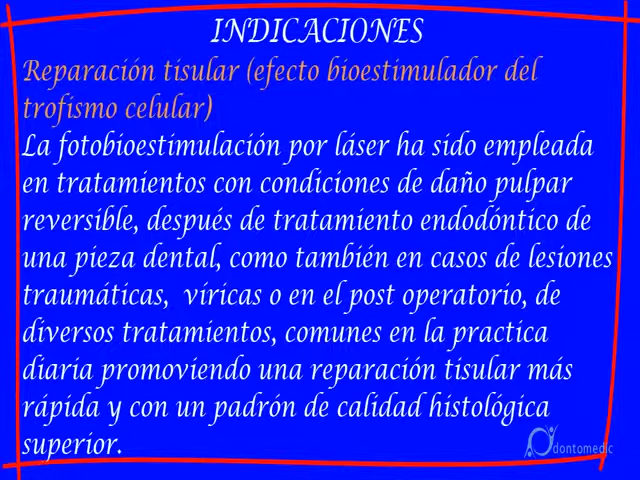 INDICACIONES
Reparación tisular (efecto bioestimulador del
trofismo celular)
La fotobioestimulación por láser ha sido empleada
en tratamientos con condiciones de daño pulpar
reversible, después de tratamiento endodóntico de
una pieza dental, como también en casos de lesiones
traumáticas,  víricas o en el post operatorio, de
diversos tratamientos, comunes en la practica
diaria promoviendo una reparación tisular más
rápida y con un padrón de calidad histológica
superior.
Odontomedic